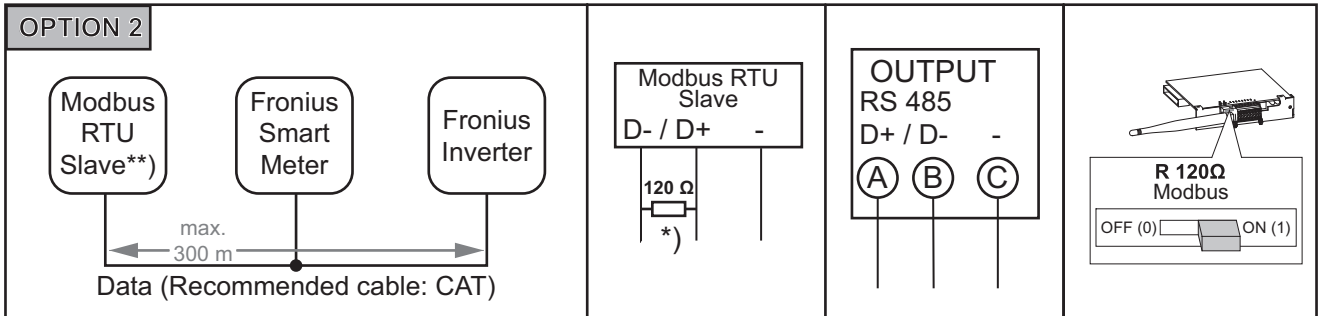 OPTION 2
Modbus
RTU
Slave**)
Fronius
Smart
Meter
Fronius
Inverter
max.
300 m
Data (Recommended cable: CAT)
Modbus RTU
Slave
D- / D+ -
120 Ω
*)
OUTPUT
RS 485
D+ / D- -
A B C
R 120Ω
Modbus
OFF (0) ON (1)